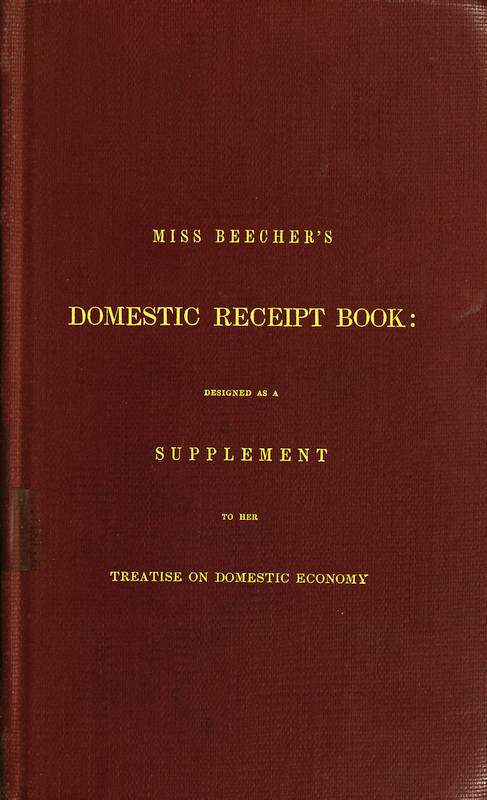 MISS BEECHER'S
DOMESTIC RECEIPT BOOK:
DESIGNED AS A
SUPPLEMENT
TO HER
TREATISE ON DOMESTIC ECONOMY